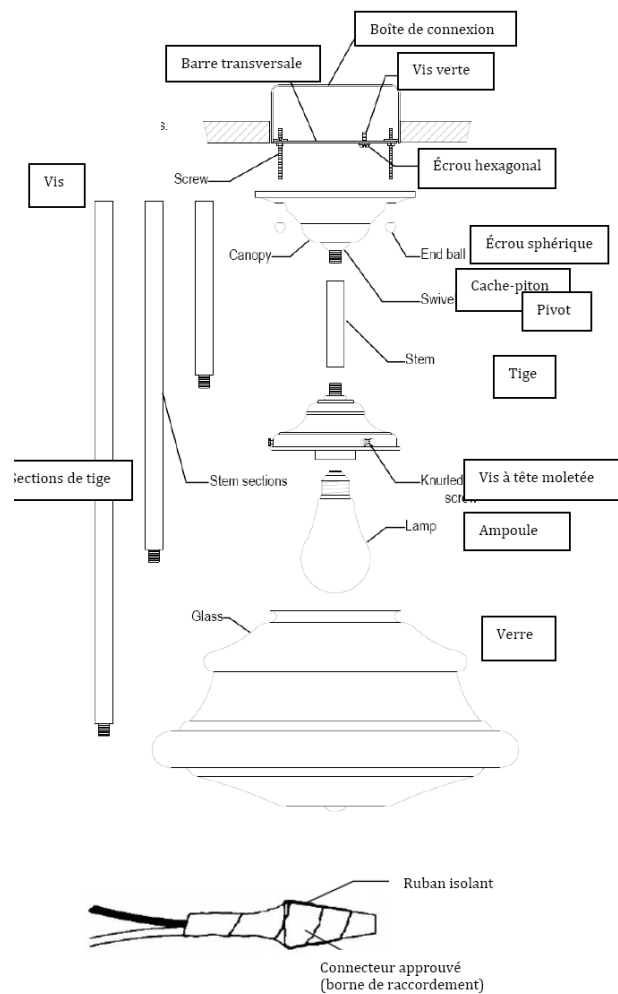 Boîte de connexion
Barre transversale
Vis verte
s.
Écrou hexagonal
Vis
Screw
Écrou sphérique
Canopy
End ball
Cache-piton
Swive
Pivot
Stem
Tige
Sections de tige
Stem sections
Knurled
screw
Vis à tête moletée
Lamp
Ampoule
Glass
Verre
Ruban isolant
Connecteur approuvé
(borne de raccordement)